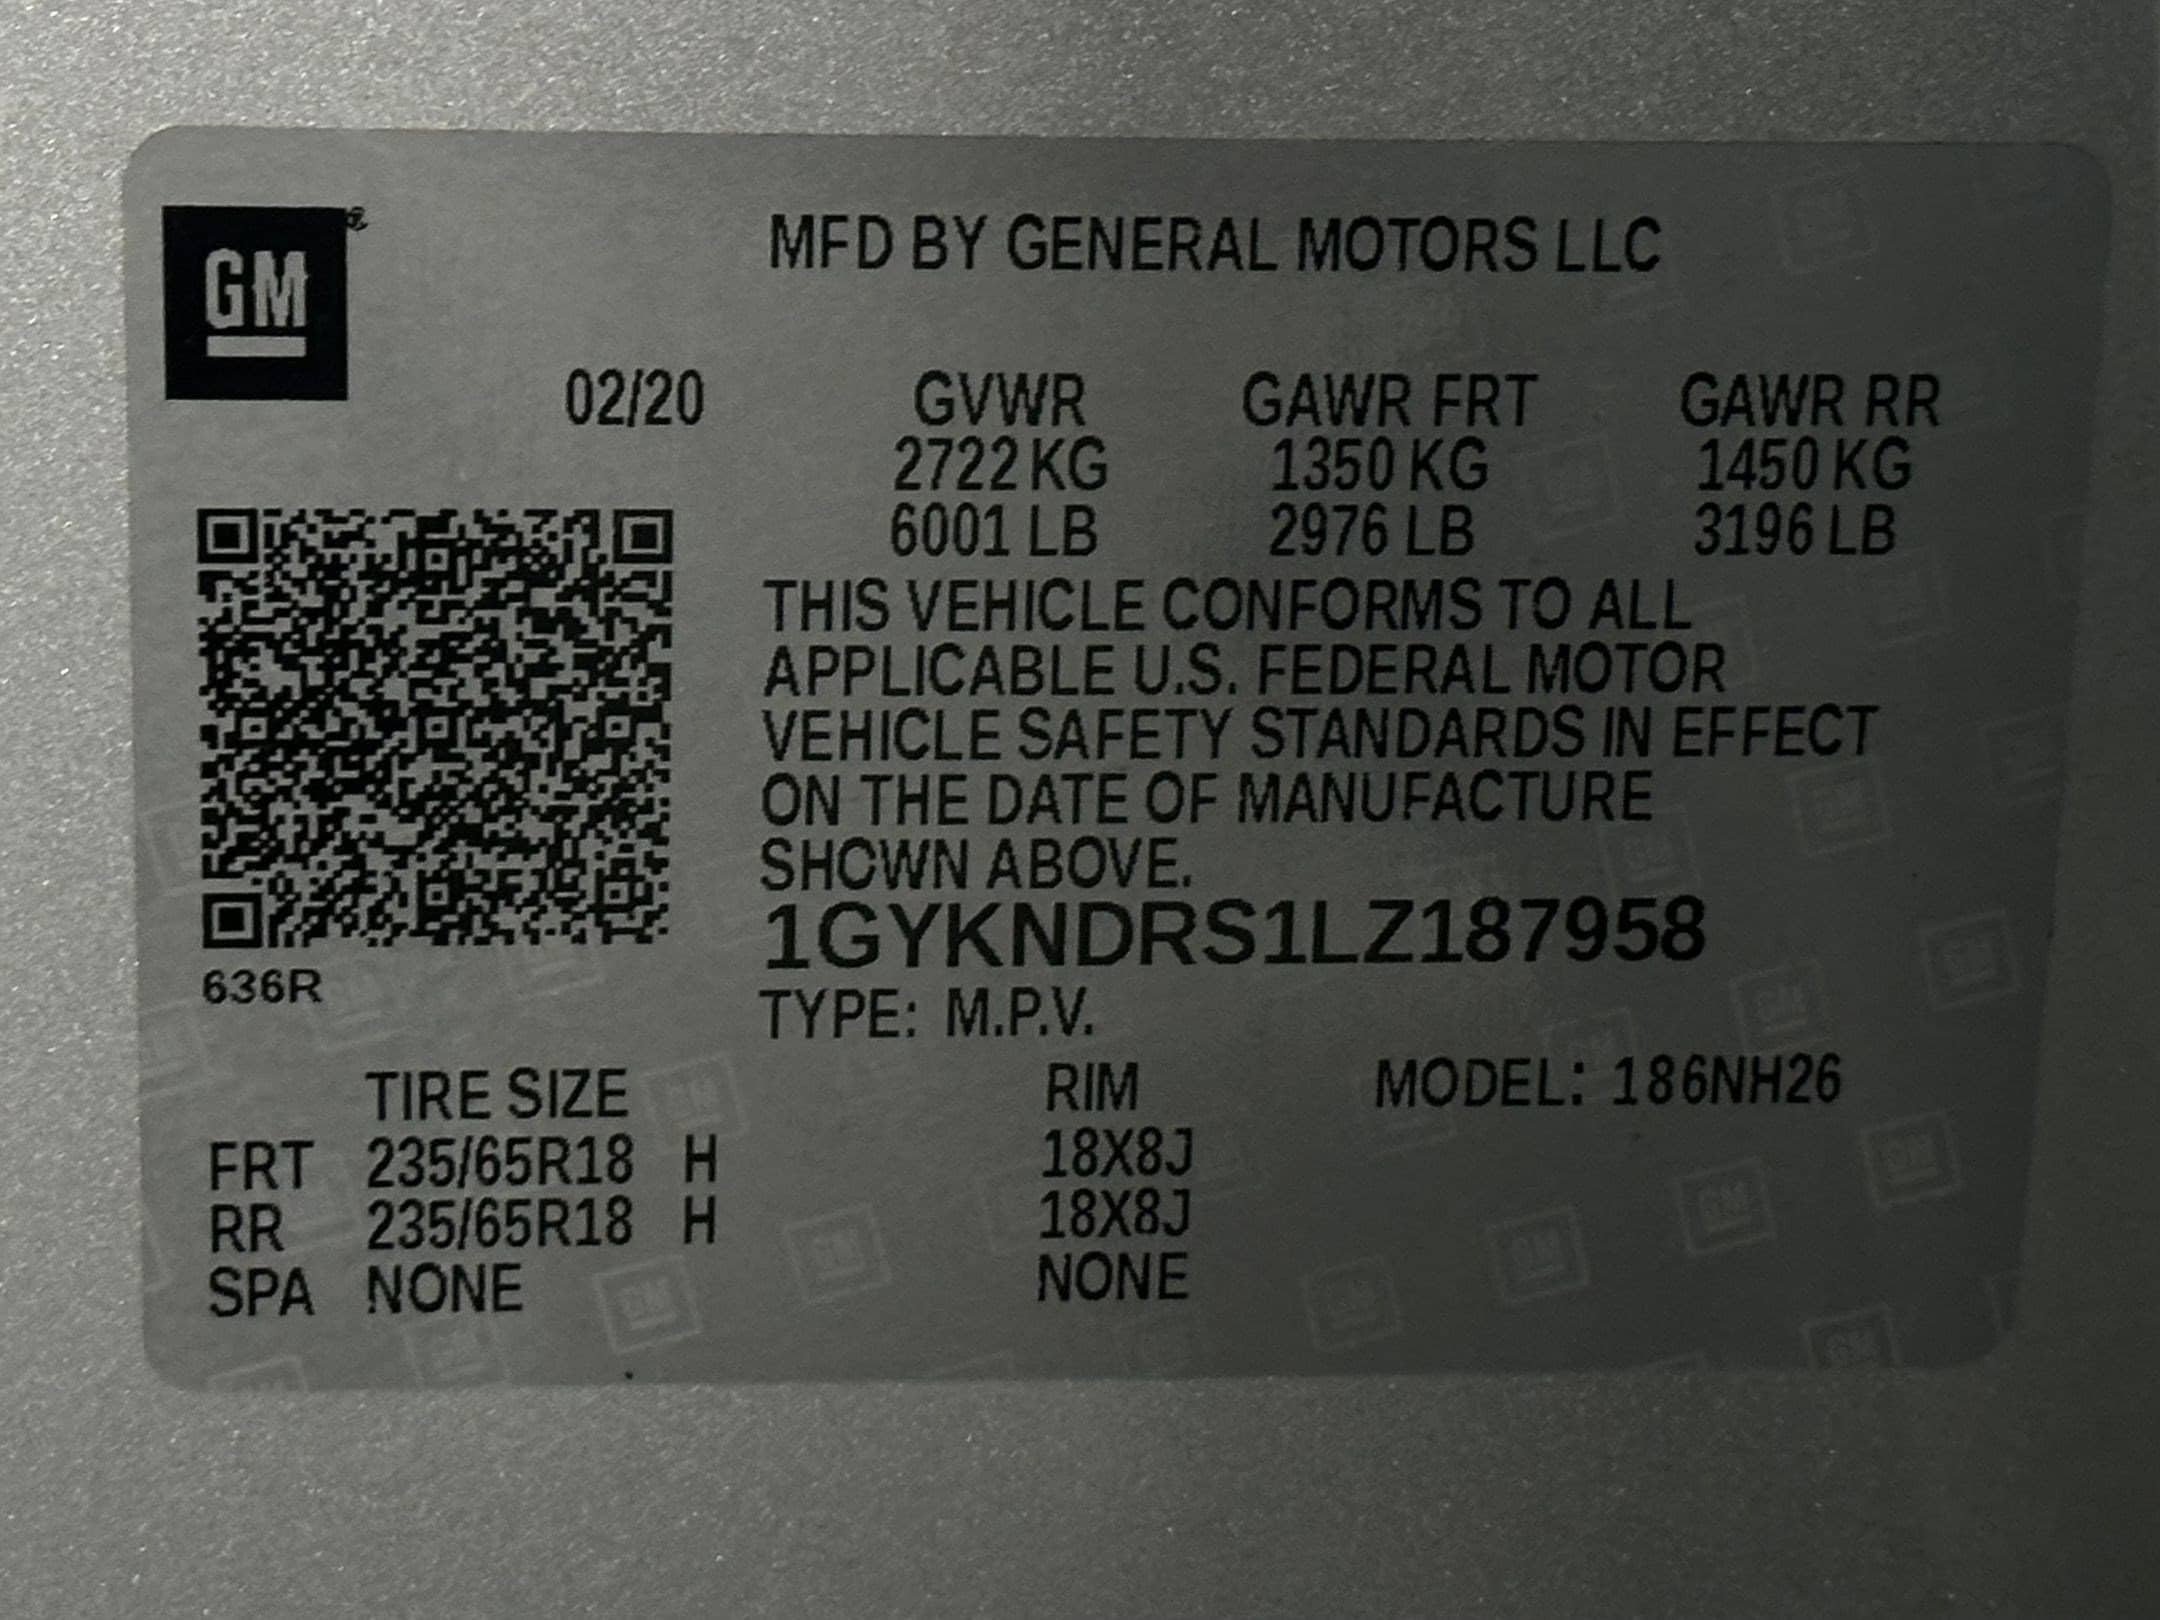 GM
MFD BY GENERAL MOTORS LLC
02/20 GVWR GAWR FRT GAWR RR
2722 KG 1350 KG 1450 KG
6001 LB 2976 LB 3196 LB
THIS VEHICLE CONFORMS TO ALL
APPLICABLE U.S. FEDERAL MOTOR
VEHICLE SAFETY STANDARDS IN EFFECT
ON THE DATE OF MANUFACTURE
SHOWN ABOVE.
1GYKNDRS1LZ187958
636R
TYPE: M.P.V.
TIRE SIZE RIM MODEL: 186NH26
FRT 235/65R18 H 18X8J
RR 235/65R18 H 18X8J
SPA NONE NONE